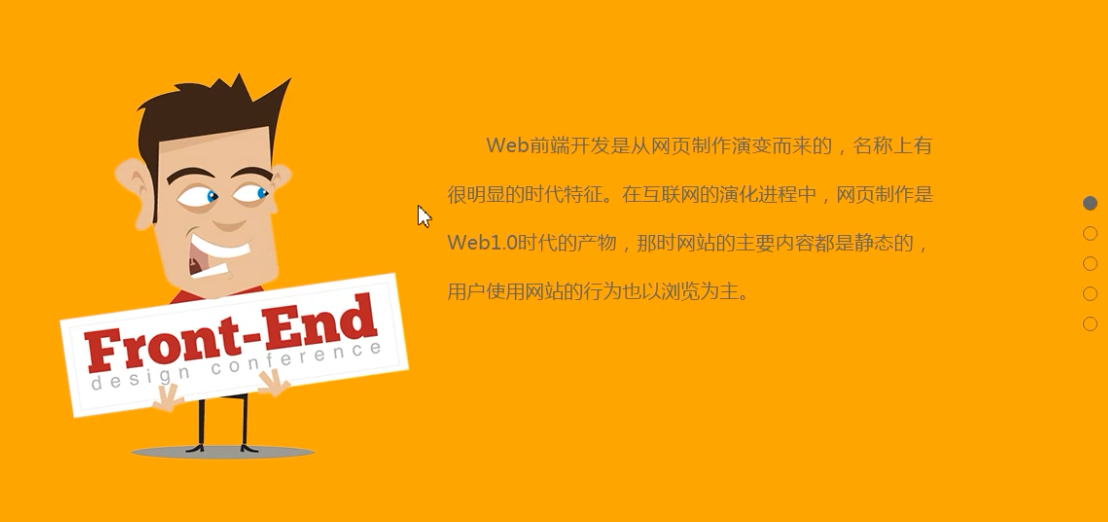 Front-End
design conference
Web前端开发是从网页制作演变而来的，名称上有
很明显的时代特征。在互联网的演化进程中，网页制作是
Web1.0时代的产物，那时网站的主要内容都是静态的，
用户使用网站的行为也以浏览为主。